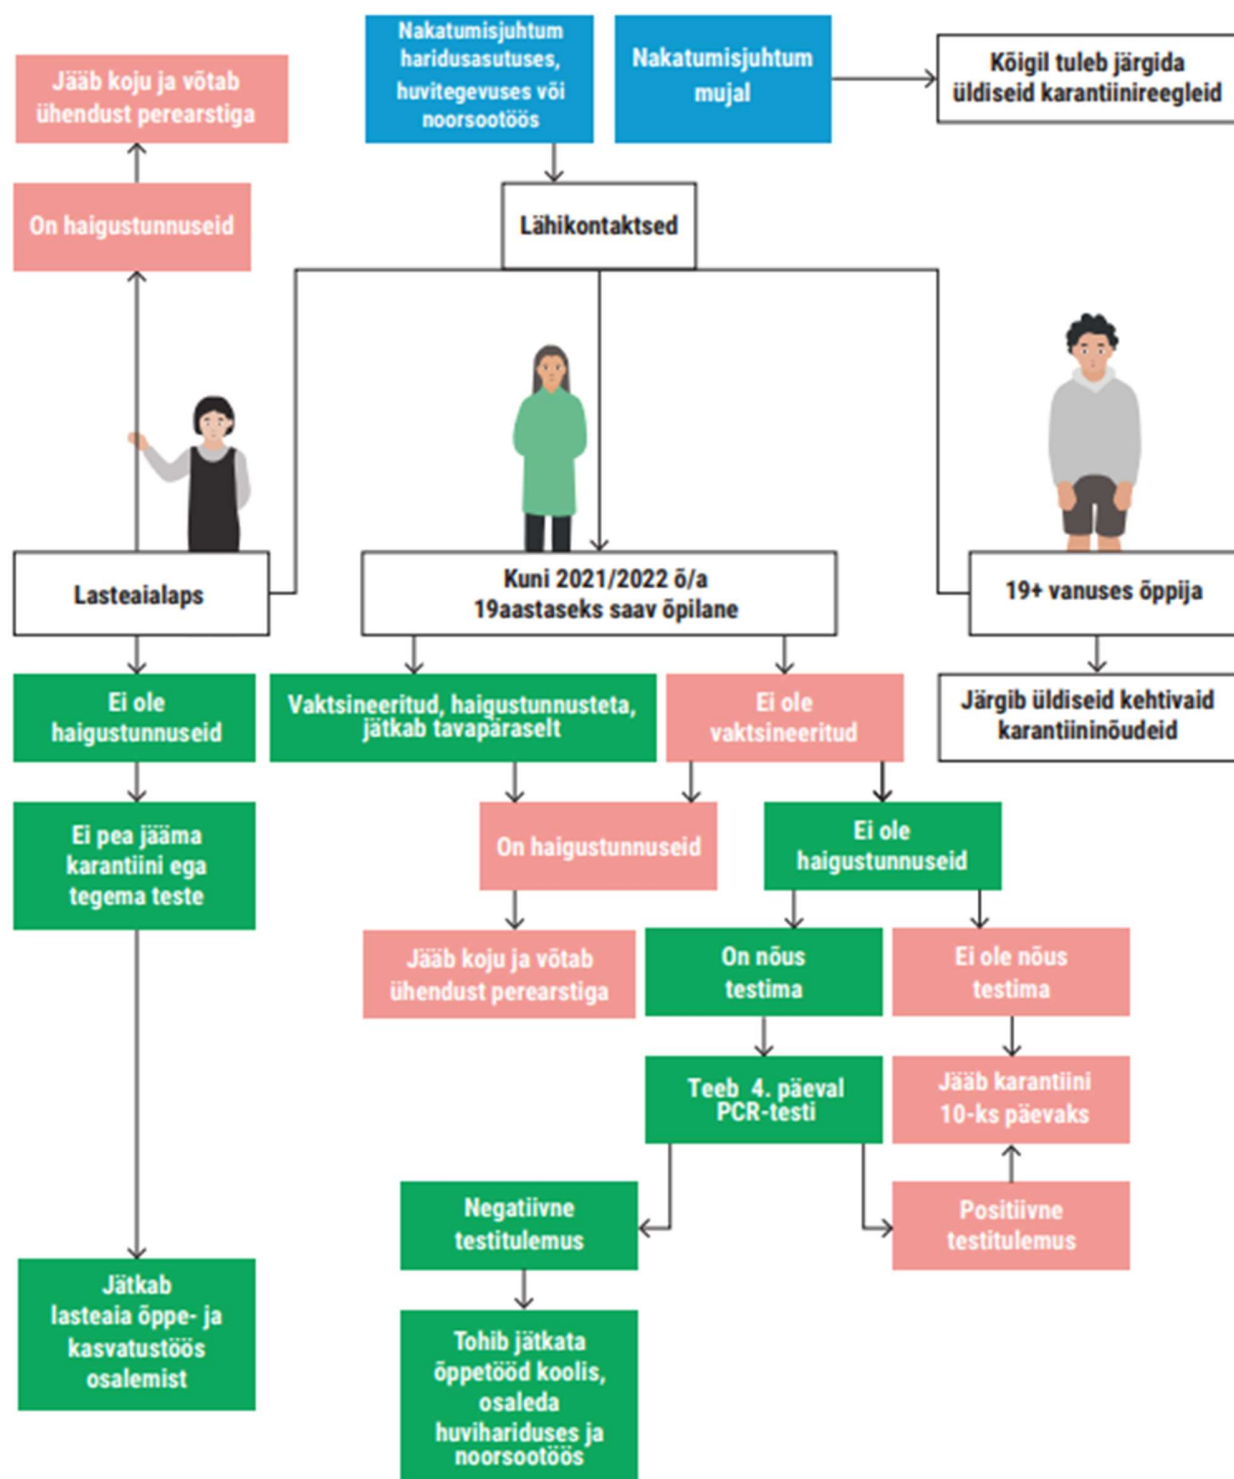 Nakatumisjuhtum
haridusasutuses,
huvitegevuses või
noorsootöös
Nakatumisjuhtum
mujal
Kõigil tuleb järgida
üldiseid karantiinireegleid
Jääb koju ja võtab
ühendust perearstiga
On haigustunnuseid
Lähikontaktsed
Lasteaialaps
Kuni 2021/2022 õ/a
19aastaseks saav õpilane
19+ vanuses õppija
Ei ole
haigustunnuseid
Vaktsineeritud, haigustunnusteta,
jätkab tavapäraselt
Ei ole
vaktsineeritud
Järgib üldiseid kehtivaid
karantiininõudeid
Ei pea jääma
karantiini ega
tegema teste
On haigustunnuseid
Ei ole
haigustunnuseid
Jääb koju ja võtab
ühendust perearstiga
On nõus
testima
Ei ole nõus
testima
Teeb 4. päeval
PCR-testi
Jääb karantiini
10-ks päevaks
Negatiivne
testitulemus
Positiivne
testitulemus
Jätkab
lasteaia õppe- ja
kasvatustöös
osalemist
Tohib jätkata
õppetööd koolis,
osaleda
huvihariduses ja
noorsootöös